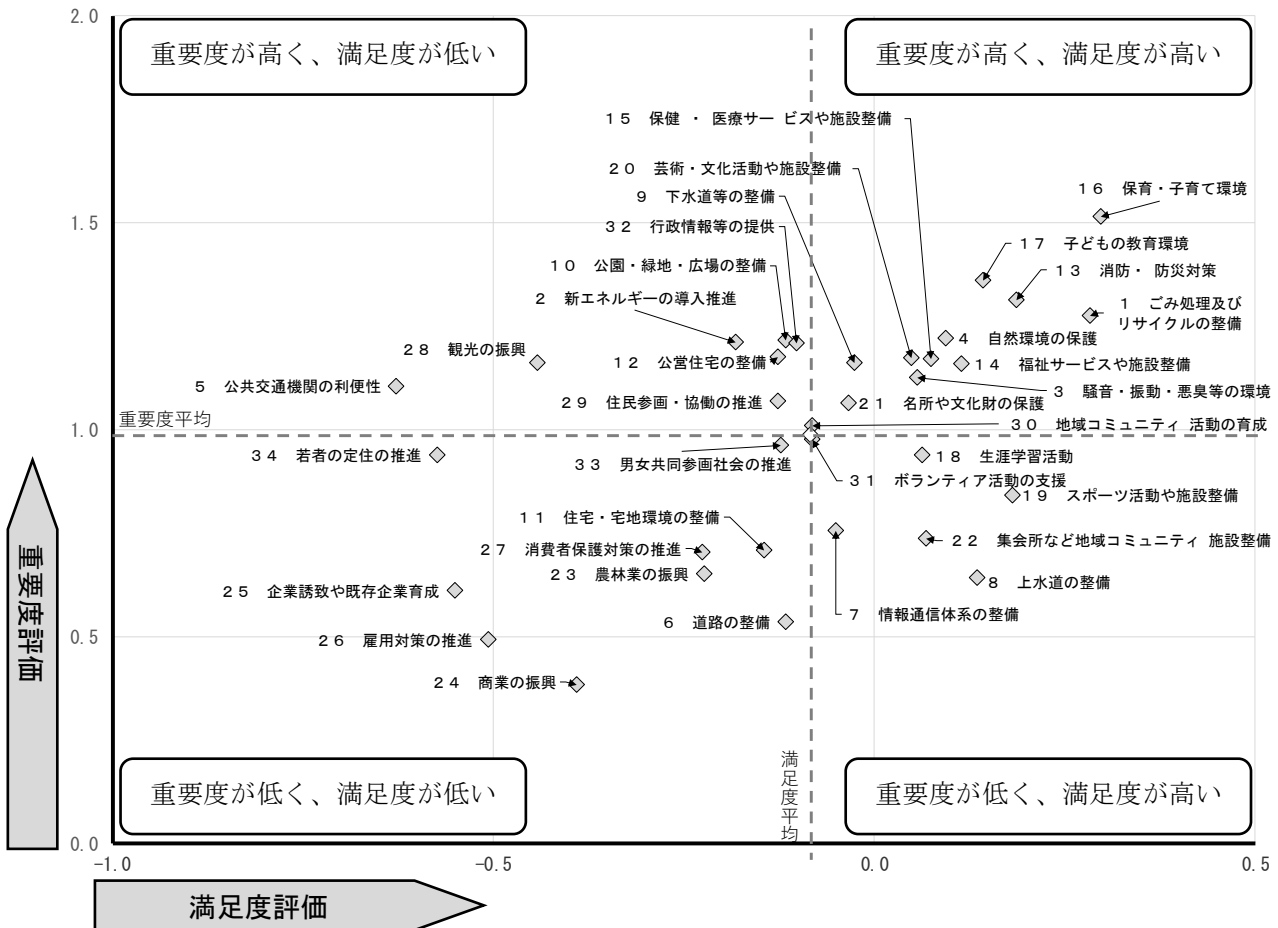 2.0
重要度が高く、満足度が低い
重要度が高く、満足度が高い
15 保健 ・ 医療サー ビスや施設整備
20 芸術・文化活動や施設整備
9 下水道等の整備
16 保育・子育て環境
1.5
32 行政情報等の提供
17 子どもの教育環境
10 公園・緑地・広場の整備
13 消防・ 防災対策
2 新エネルギーの導入推進
1 ごみ処理及び
リサイクルの整備
4 自然環境の保護
28 観光の振興
12 公営住宅の整備
14 福祉サービスや施設整備
5 公共交通機関の利便性
3 騒音・振動・悪臭等の環境
29 住民参画・協働の推進
21 名所や文化財の保護
重要度平均
1.0
30 地域コミュニティ 活動の育成
34 若者の定住の推進
33 男女共同参画社会の推進
18 生涯学習活動
31 ボランティア活動の支援
19 スポーツ活動や施設整備
11 住宅・宅地環境の整備
27 消費者保護対策の推進
22 集会所など地域コミュニティ 施設整備
23 農林業の振興
8 上水道の整備
25 企業誘致や既存企業育成
6 道路の整備
7 情報通信体系の整備
0.5
26 雇用対策の推進
24 商業の振興
重要度評価
満足度平均
重要度が低く、満足度が低い
重要度が低く、満足度が高い
0.0
-1.0
-0.5
0.0
0.5
満足度評価